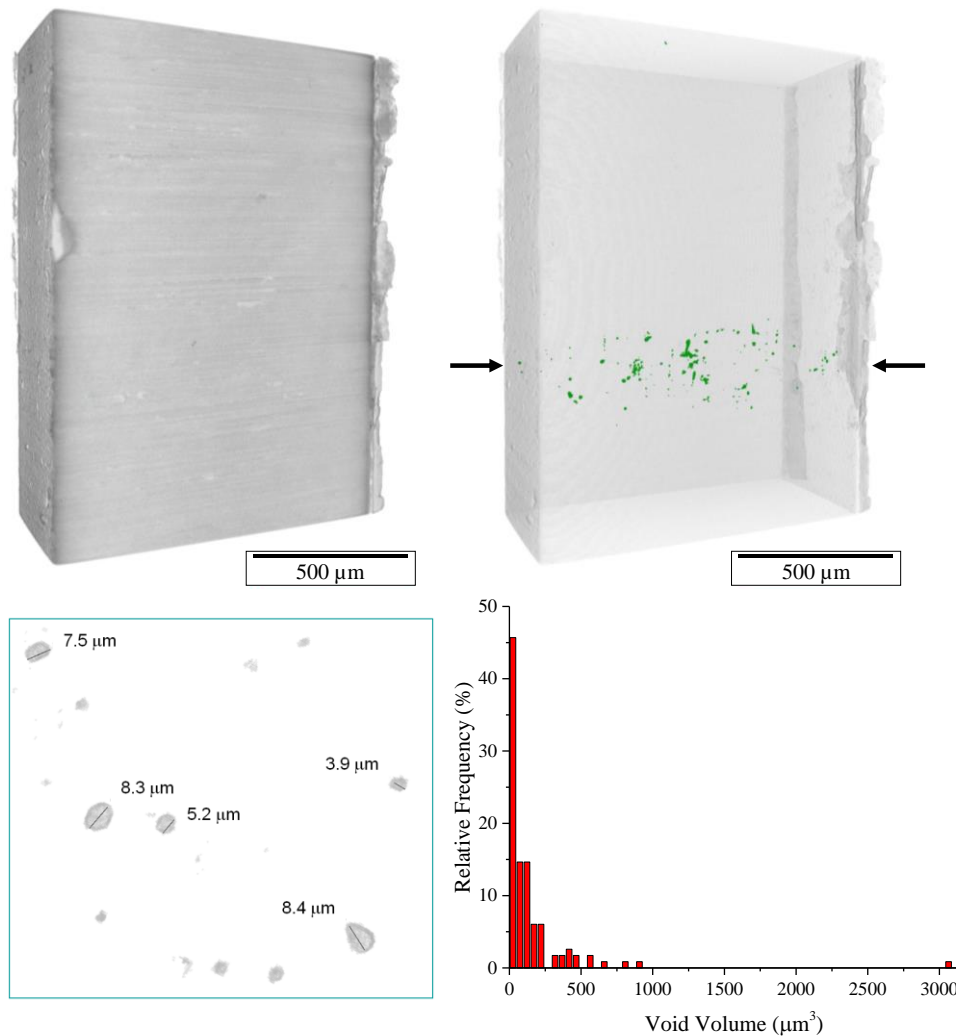 500 µm
500 µm
7.5 µm
8.3 µm
5.2 µm
3.9 µm
8.4 µm
50
40
30
20
10
0
Relative Frequency (%)
0 500 1000 1500 2000 2500 3000
Void Volume (µm³)